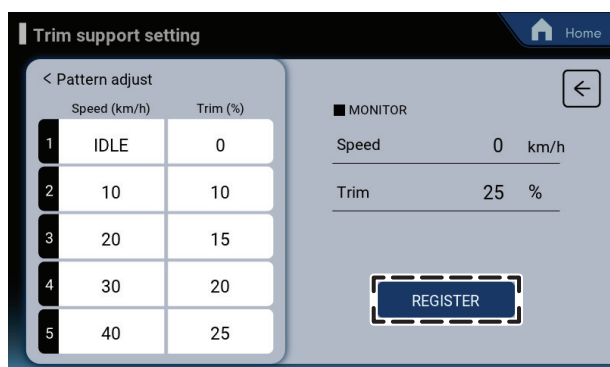 Trim support setting
Home
< Pattern adjust
Speed (km/h) Trim (%)
1 IDLE 0
2 10 10
3 20 15
4 30 20
5 40 25
■ MONITOR
Speed 0 km/h
Trim 25 %
REGISTER